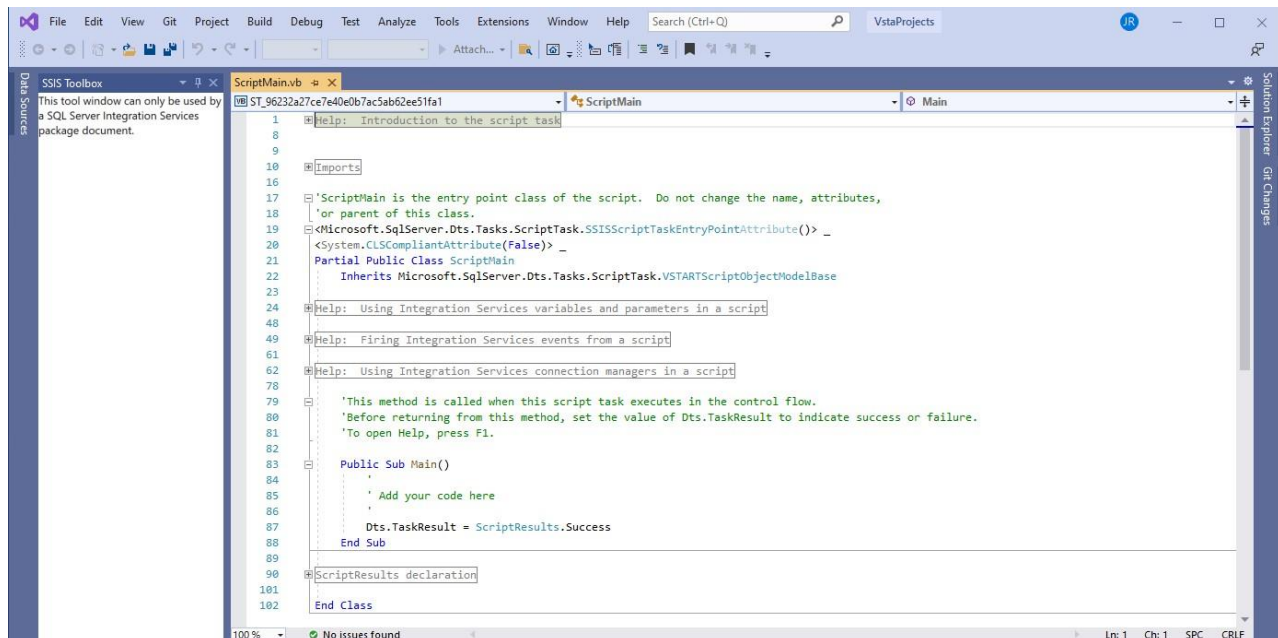 File Edit View Git Project Build Debug Test Analyze Tools Extensions Window Help Search (Ctrl+Q) VstaProjects JR
Attach...
Data Sources
SSIS Toolbox
This tool window can only be used by
a SQL Server Integration Services
package document.
ScriptMain.vb
VB ST_96232a27ce7e40e0b7ac5ab62ee51fa1 ScriptMain Main
1 Help: Introduction to the script task
8
9
10 Imports
16
17 'ScriptMain is the entry point class of the script.  Do not change the name, attributes,
18 'or parent of this class.
19 <Microsoft.SqlServer.Dts.Tasks.ScriptTask.SSISScriptTaskEntryPointAttribute()> _
20 <System.CLSCompliantAttribute(False)> _
21 Partial Public Class ScriptMain
22 Inherits Microsoft.SqlServer.Dts.Tasks.ScriptTask.VSTARTScriptObjectModelBase
23
24 Help: Using Integration Services variables and parameters in a script
48
49 Help: Firing Integration Services events from a script
61
62 Help: Using Integration Services connection managers in a script
78
79 'This method is called when this script task executes in the control flow.
80 'Before returning from this method, set the value of Dts.TaskResult to indicate success or failure.
81 'To open Help, press F1.
82
83 Public Sub Main()
84 '
85 ' Add your code here
86 '
87 Dts.TaskResult = ScriptResults.Success
88 End Sub
89
90 ScriptResults declaration
101
102 End Class
100 % No issues found Ln: 1 Ch: 1 SPC CRLF
Solution Explorer
Git Changes